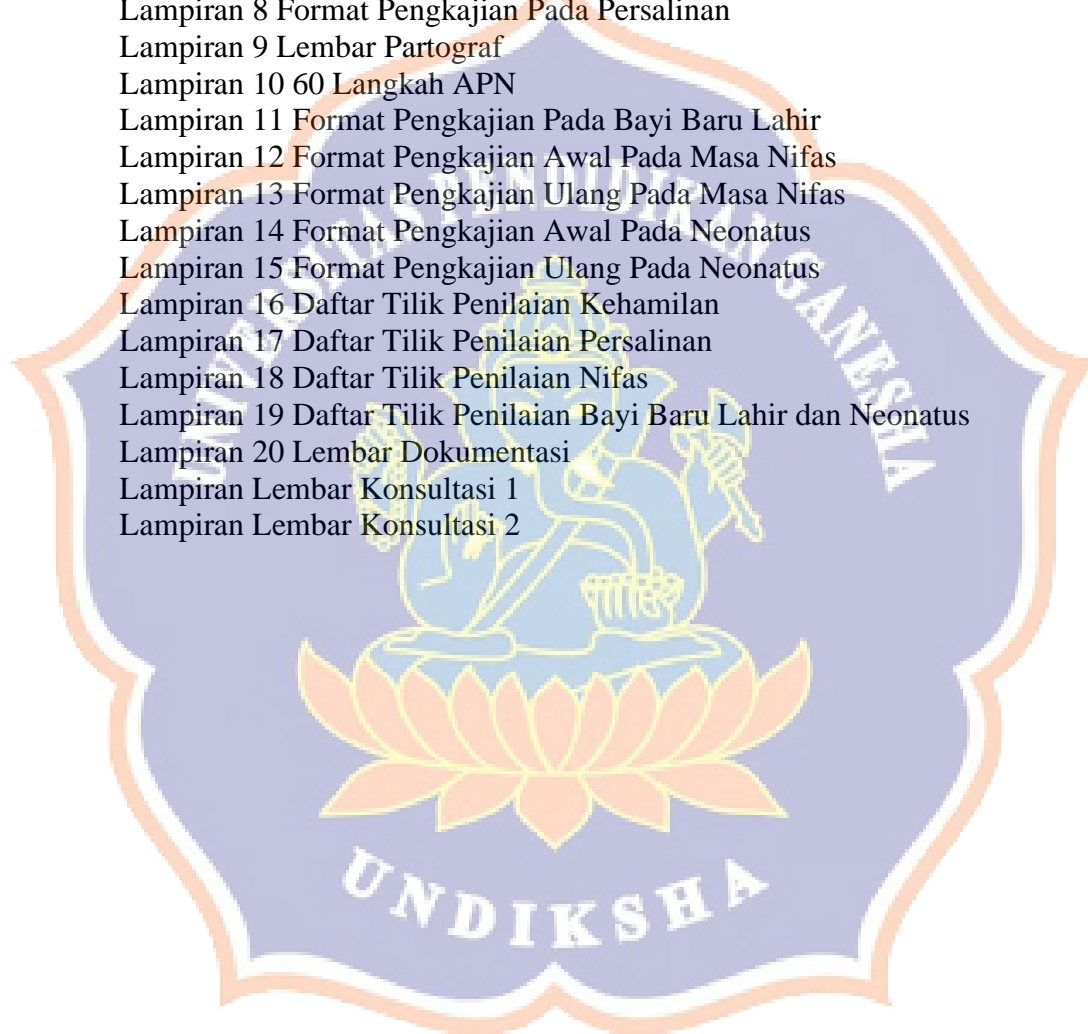 Lampiran 8 Format Pengkajian Pada Persalinan
Lampiran 9 Lembar Partograf
Lampiran 10 60 Langkah APN
Lampiran 11 Format Pengkajian Pada Bayi Baru Lahir
Lampiran 12 Format Pengkajian Awal Pada Masa Nifas
Lampiran 13 Format Pengkajian Ulang Pada Masa Nifas
Lampiran 14 Format Pengkajian Awal Pada Neonatus
Lampiran 15 Format Pengkajian Ulang Pada Neonatus
Lampiran 16 Daftar Tilik Penilaian Kehamilan
Lampiran 17 Daftar Tilik Penilaian Persalinan
Lampiran 18 Daftar Tilik Penilaian Nifas
Lampiran 19 Daftar Tilik Penilaian Bayi Baru Lahir dan Neonatus
Lampiran 20 Lembar Dokumentasi
Lampiran Lembar Konsultasi 1
Lampiran Lembar Konsultasi 2
UNIVERSITAS PENDIDIKAN GANESHA
UNDIKSHA